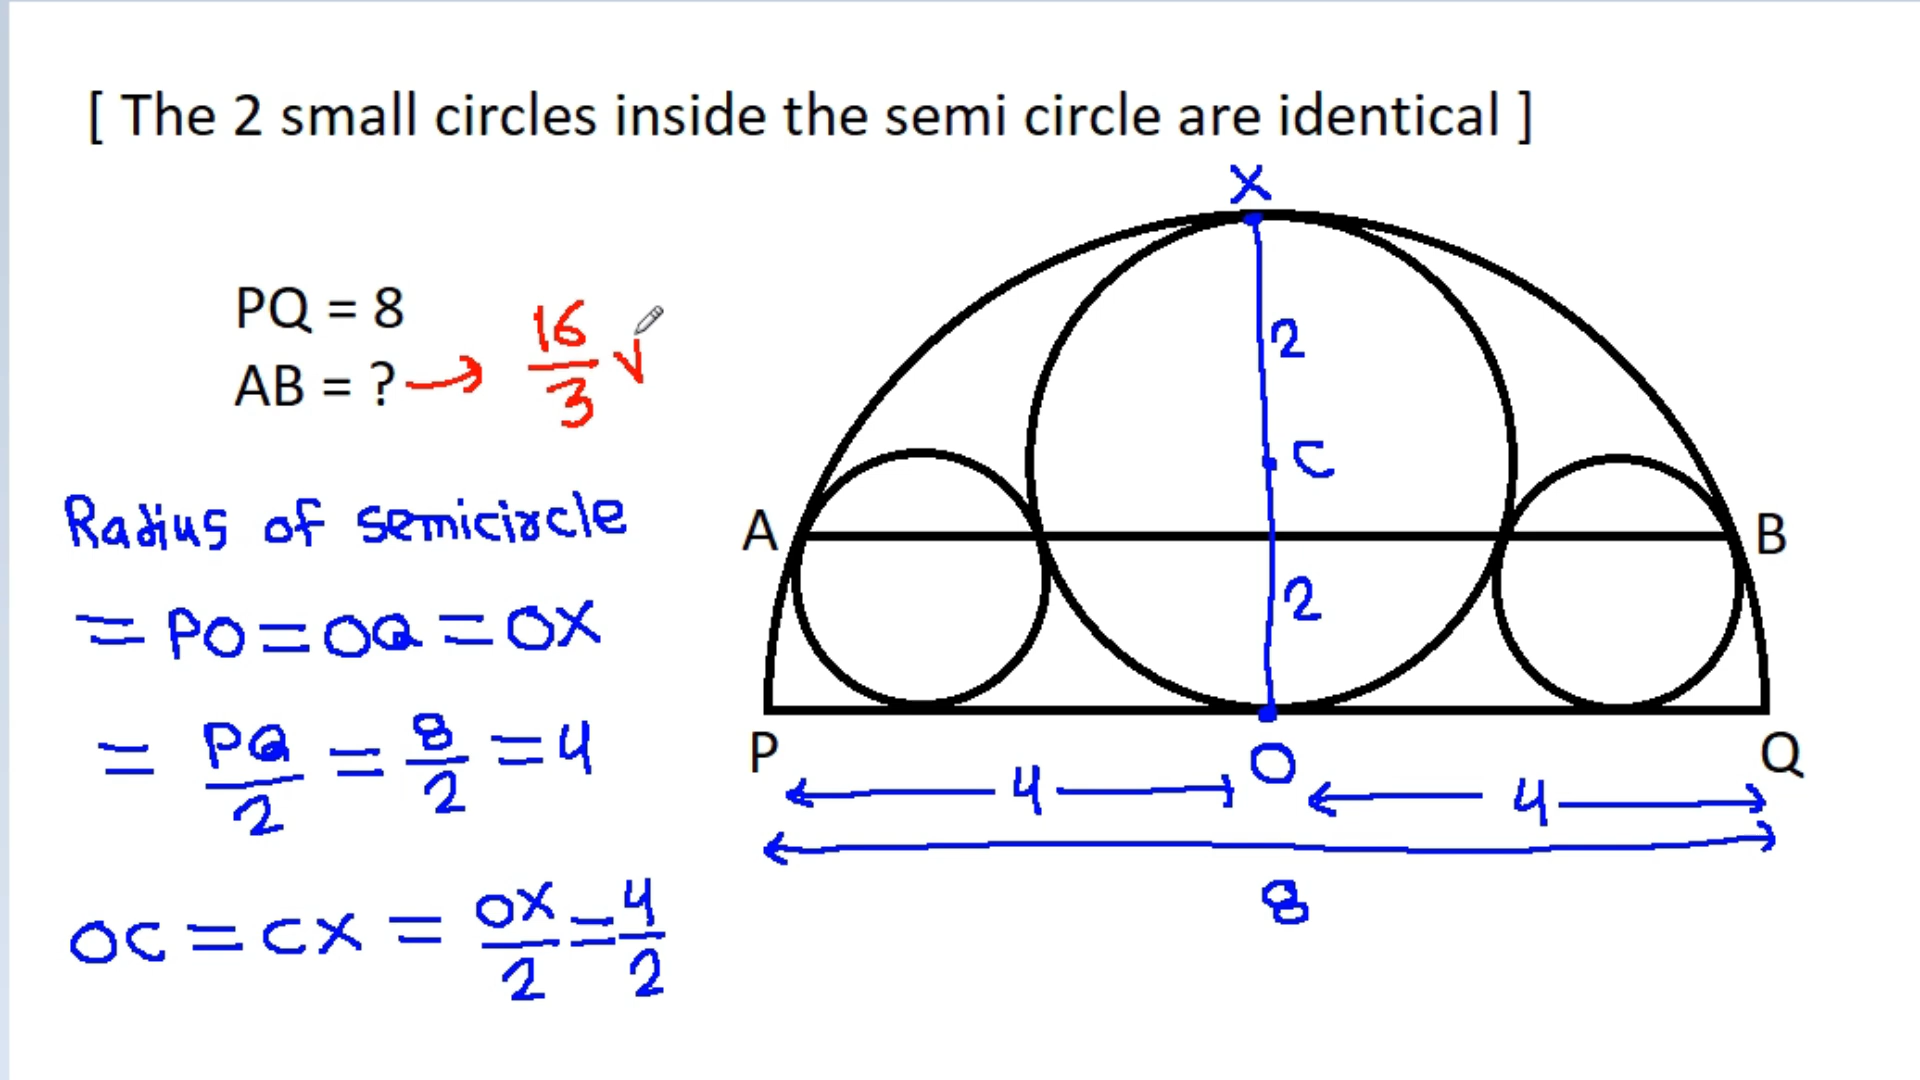 [ The 2 small circles inside the semi circle are identical ]
X
PQ = 8
AB = ? → 16/3 √
2
C
Radius of semicircle
A
B
= PO = OQ = OX
2
= PQ/2 = 8/2 = 4
P
O
Q
4
4
8
OC = CX = OX/2 = 4/2